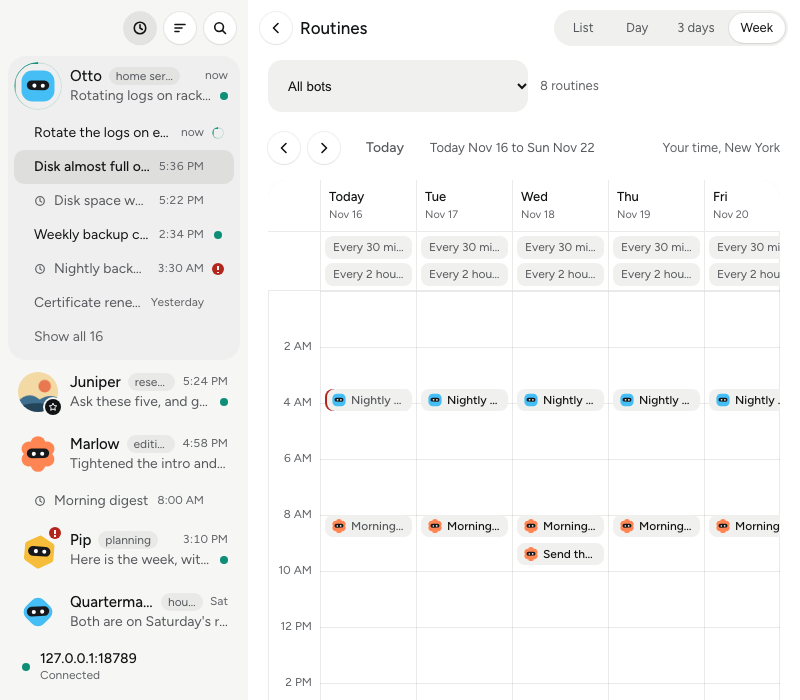 Otto home ser... now
Rotating logs on rack...
Rotate the logs on e... now
Disk almost full o... 5:36 PM
Disk space w... 5:22 PM
Weekly backup c... 2:34 PM
Nightly back... 3:30 AM
Certificate rene... Yesterday
Show all 16
Juniper rese... 5:24 PM
Ask these five, and g...
Marlow editi... 4:58 PM
Tightened the intro and...
Morning digest 8:00 AM
Pip planning 3:10 PM
Here is the week, wit...
Quarterma... hou... Sat
Both are on Saturday's r...
127.0.0.1:18789
Connected
Routines
List Day 3 days Week
All bots 8 routines
Today Today Nov 16 to Sun Nov 22 Your time, New York
Today Tue Wed Thu Fri
Nov 16 Nov 17 Nov 18 Nov 19 Nov 20
Every 30 mi... Every 30 mi... Every 30 mi... Every 30 mi... Every 30 mi
Every 2 hou... Every 2 hou... Every 2 hou... Every 2 hou... Every 2 hou
2 AM
4 AM Nightly ... Nightly ... Nightly ... Nightly ... Nightly .
6 AM
8 AM Morning... Morning... Morning... Morning... Morning
Send th...
10 AM
12 PM
2 PM